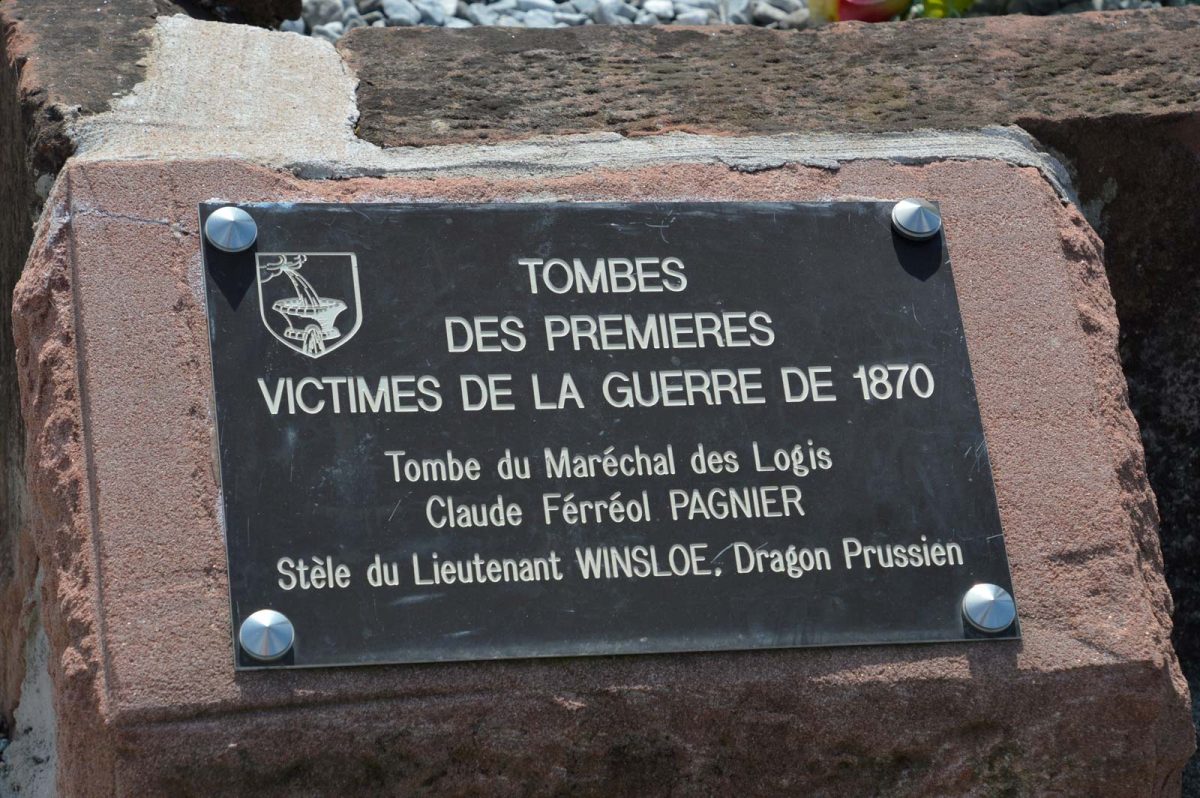 TOMBES
DES PREMIERES
VICTIMES DE LA GUERRE DE 1870
Tombe du Maréchal des Logis
Claude Férréol PAGNIER
Stèle du Lieutenant WINSLOE, Dragon Prussien